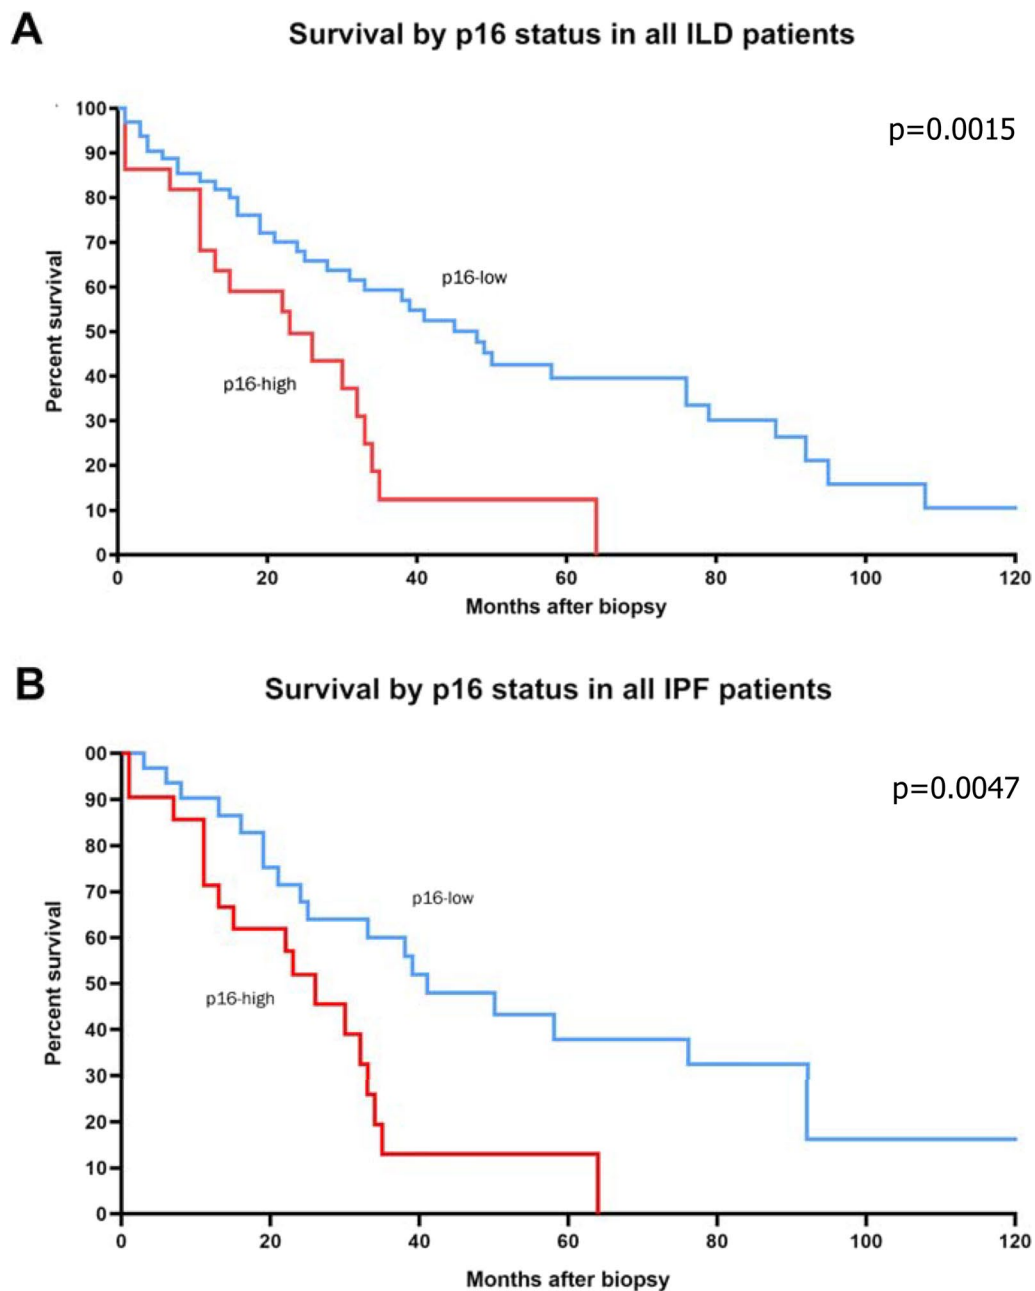 A
Survival by p16 status in all ILD patients
p=0.0015
100
90
80
70
60
50
40
30
20
10
0
Percent survival
p16-low
p16-high
0 20 40 60 80 100 120
Months after biopsy
B
Survival by p16 status in all IPF patients
p=0.0047
00
90
80
70
60
50
40
30
20
10
0
Percent survival
p16-low
p16-high
0 20 40 60 80 100 120
Months after biopsy